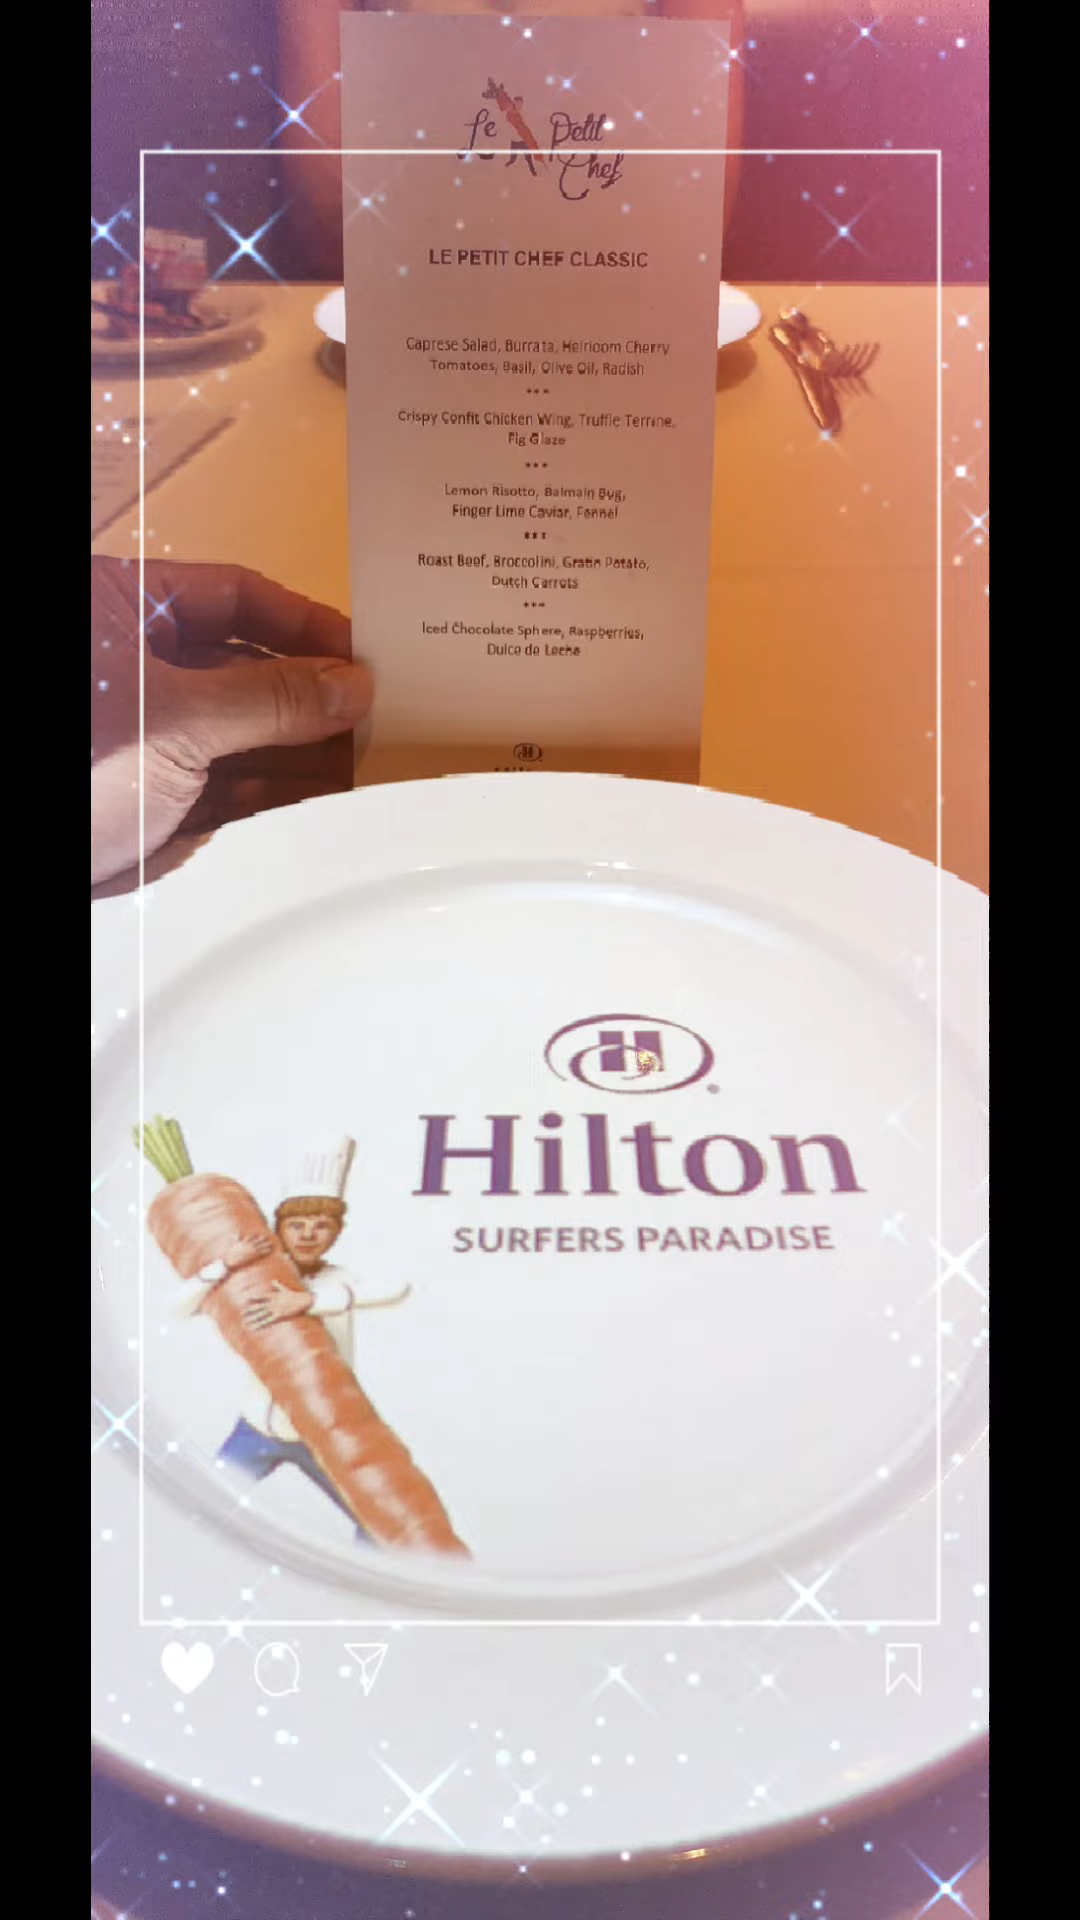 Le Petit
Chef
LE PETIT CHEF CLASSIC
Caprese Salad, Burrata, Heirloom Cherry
Tomatoes, Basil, Olive Oil, Radish
***
Crispy Confit Chicken Wing, Truffle Terrine,
Fig Glaze
***
Lemon Risotto, Balmain Bug,
Finger Lime Caviar, Fennel
***
Roast Beef, Broccolini, Gratin Potato,
Dutch Carrots
***
Iced Chocolate Sphere, Raspberries,
Dulce de Leche
H
Hilton
SURFERS PARADISE